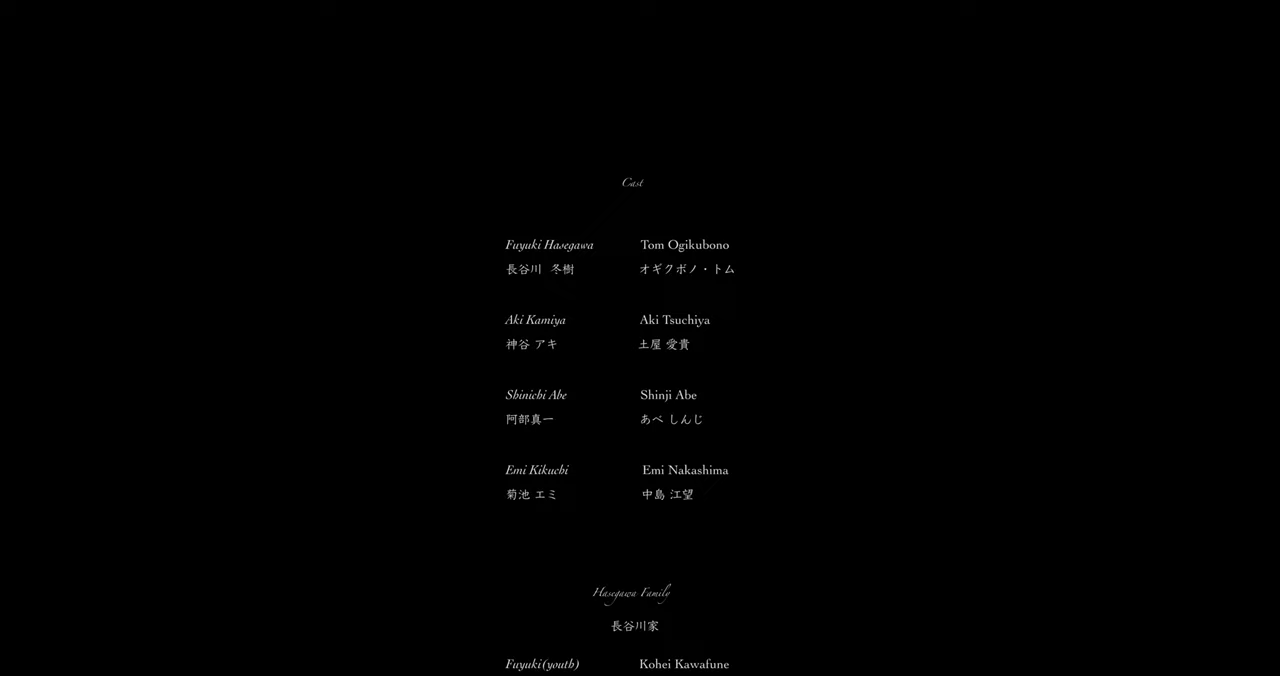 Cast
Fuyuki Hasegawa Tom Ogikubono
長谷川 冬樹 オギクボノ・トム
Aki Kamiya Aki Tsuchiya
神谷 アキ 土屋 愛貴
Shinichi Abe Shinji Abe
阿部真一 あべ しんじ
Emi Kikuchi Emi Nakashima
菊池 エミ 中島 江望
Hasegawa Family
長谷川家
Fuyuki(youth) Kohei Kawafune